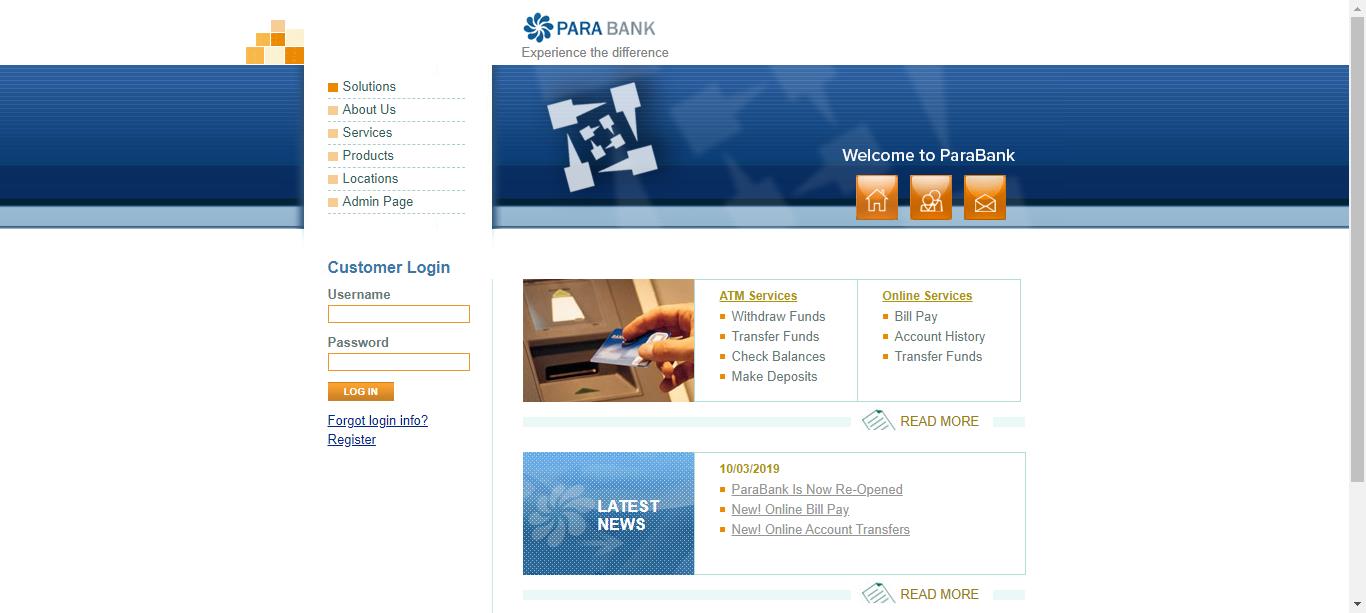 PARA BANK
Experience the difference
Solutions
About Us
Services
Products
Locations
Admin Page
Welcome to ParaBank
Customer Login
Username
Password
LOG IN
Forgot login info?
Register
ATM Services
Withdraw Funds
Transfer Funds
Check Balances
Make Deposits
Online Services
Bill Pay
Account History
Transfer Funds
READ MORE
LATEST
NEWS
10/03/2019
ParaBank Is Now Re-Opened
New! Online Bill Pay
New! Online Account Transfers
READ MORE